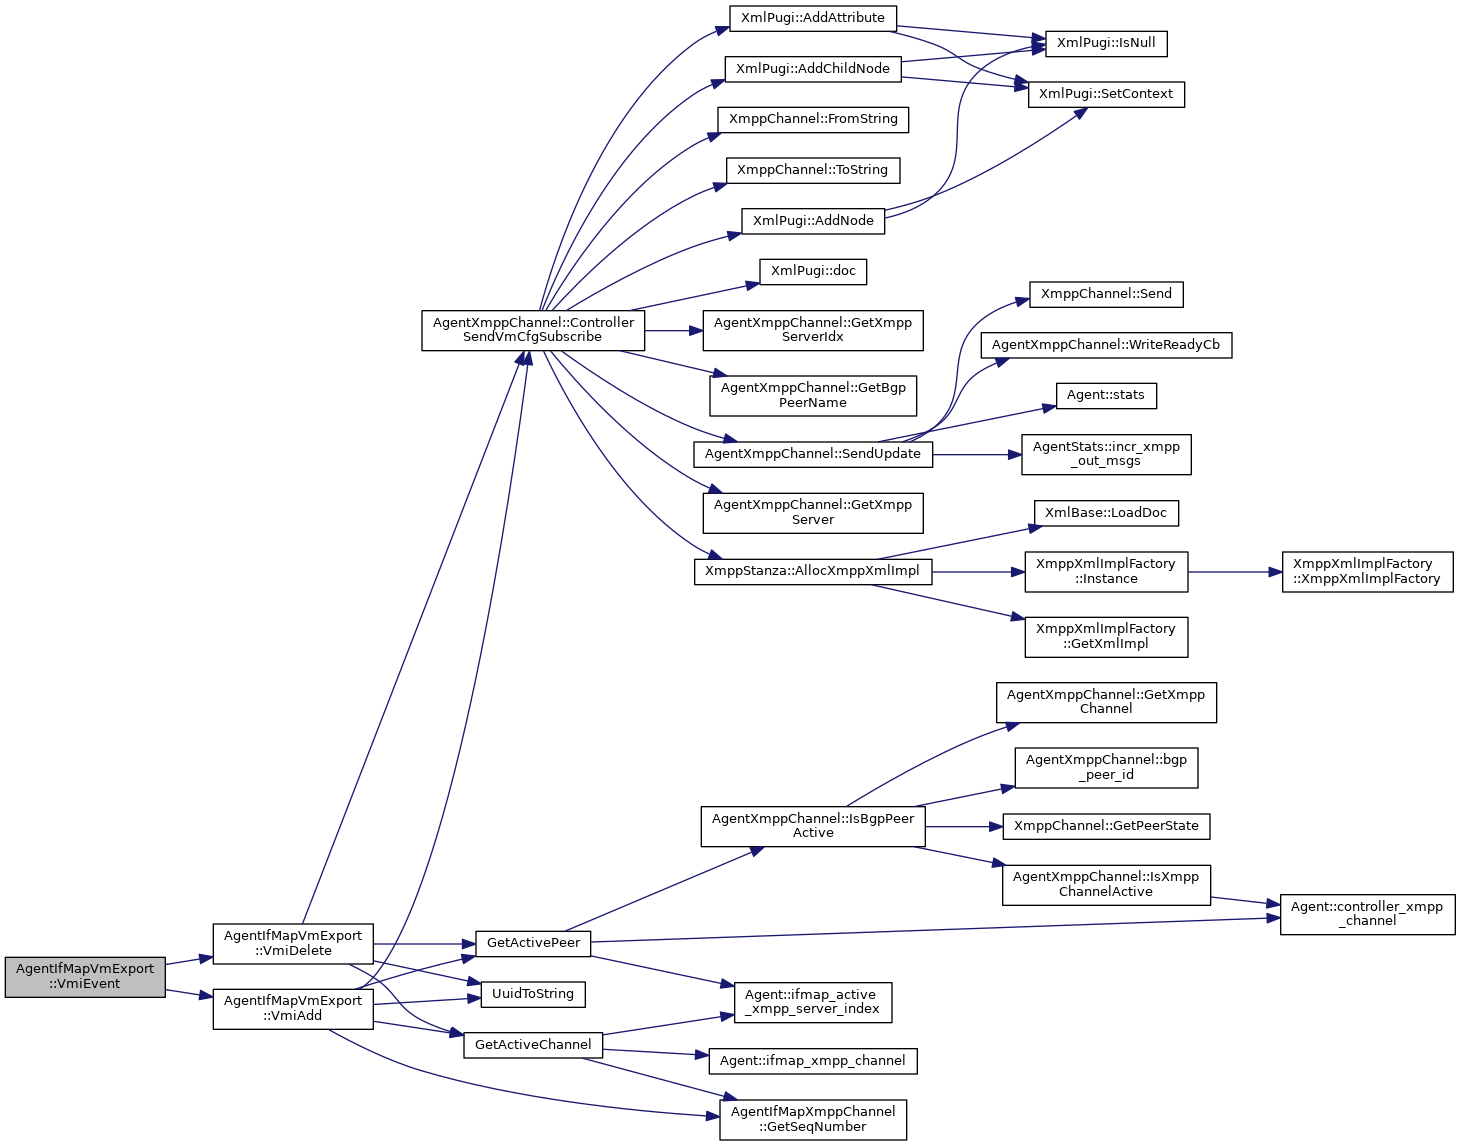 XmlPugi::AddAttribute
XmlPugi::IsNull
XmlPugi::AddChildNode
XmlPugi::SetContext
XmppChannel::FromString
XmppChannel::ToString
XmlPugi::AddNode
XmlPugi::doc
XmppChannel::Send
AgentXmppChannel::Controller
SendVmCfgSubscribe
AgentXmppChannel::GetXmpp
ServerIdx
AgentXmppChannel::WriteReadyCb
AgentXmppChannel::GetBgp
PeerName
Agent::stats
AgentXmppChannel::SendUpdate
AgentStats::incr_xmpp
_out_msgs
AgentXmppChannel::GetXmpp
Server
XmlBase::LoadDoc
XmppStanza::AllocXmppXmlImpl
XmppXmlImplFactory
::Instance
XmppXmlImplFactory
::XmppXmlImplFactory
XmppXmlImplFactory
::GetXmlImpl
AgentXmppChannel::GetXmpp
Channel
AgentXmppChannel::bgp
_peer_id
AgentXmppChannel::IsBgpPeer
Active
XmppChannel::GetPeerState
AgentXmppChannel::IsXmpp
ChannelActive
Agent::controller_xmpp
_channel
AgentIfMapVmExport
::VmiDelete
GetActivePeer
AgentIfMapVmExport
::VmiEvent
UuidToString
Agent::ifmap_active
_xmpp_server_index
AgentIfMapVmExport
::VmiAdd
GetActiveChannel
Agent::ifmap_xmpp_channel
AgentIfMapXmppChannel
::GetSeqNumber